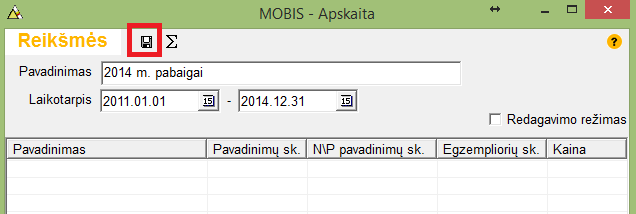 MOBIS - Apskaita
Reikšmės Σ ?
Pavadinimas 2014 m. pabaigai
Laikotarpis 2011.01.01 15 - 2014.12.31 15
Redagavimo režimas
Pavadinimas Pavadinimų sk. N\P pavadinimų sk. Egzempliorių sk. Kaina